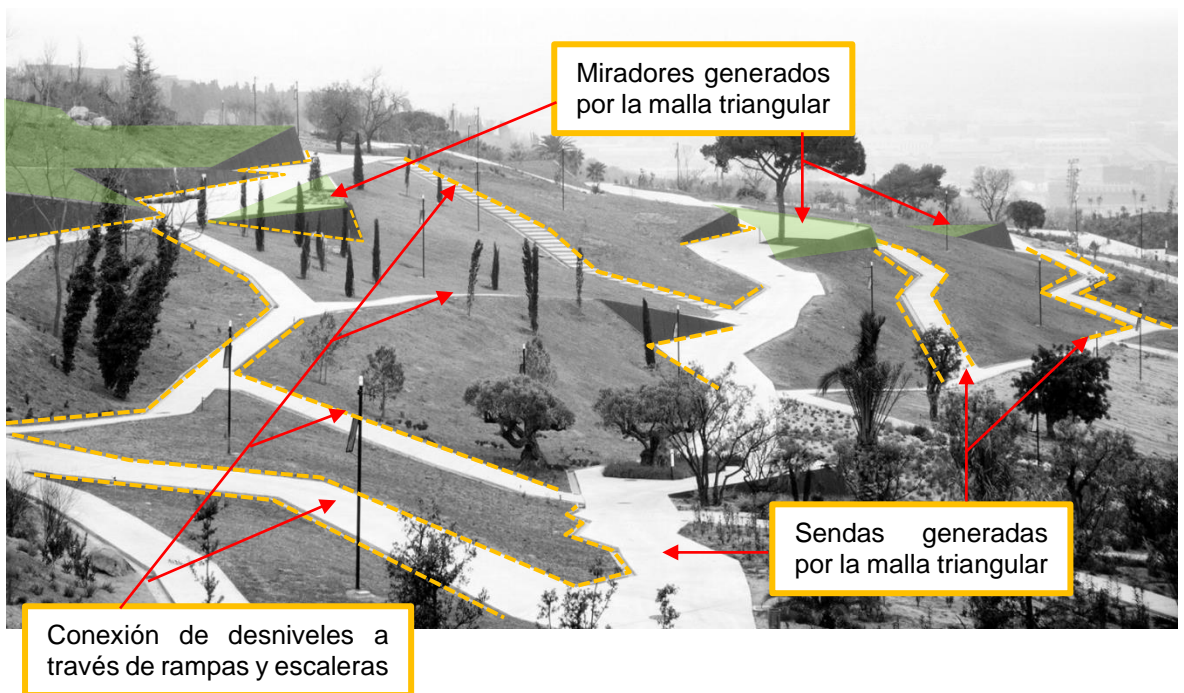 Miradores generados
por la malla triangular
Sendas generadas
por la malla triangular
Conexión de desniveles a
través de rampas y escaleras